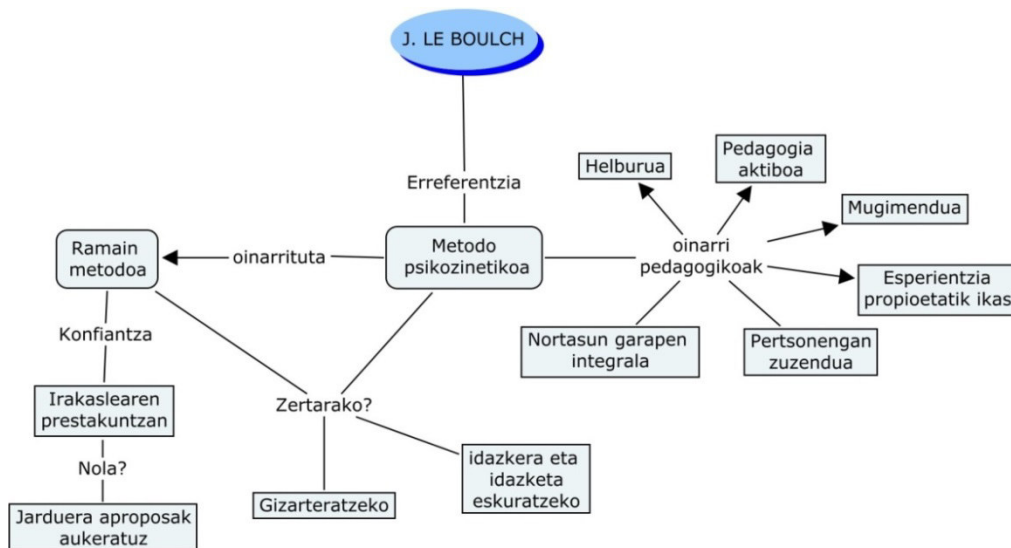 J. LE BOULCH
Erreferentzia
Metodo
psikozinetikoa
oinarrituta
Ramain
metodoa
Konfiantza
Irakaslearen
prestakuntzan
Nola?
Jarduera aproposak
aukeratuz
Zertarako?
Gizarteratzeko
idazkera eta
idazketa
eskuratzeko
oinarri
pedagogikoak
Helburua
Pedagogia
aktiboa
Mugimendua
Esperientzia
propioetatik ikas
Pertsonengan
zuzendua
Nortasun garapen
integrala